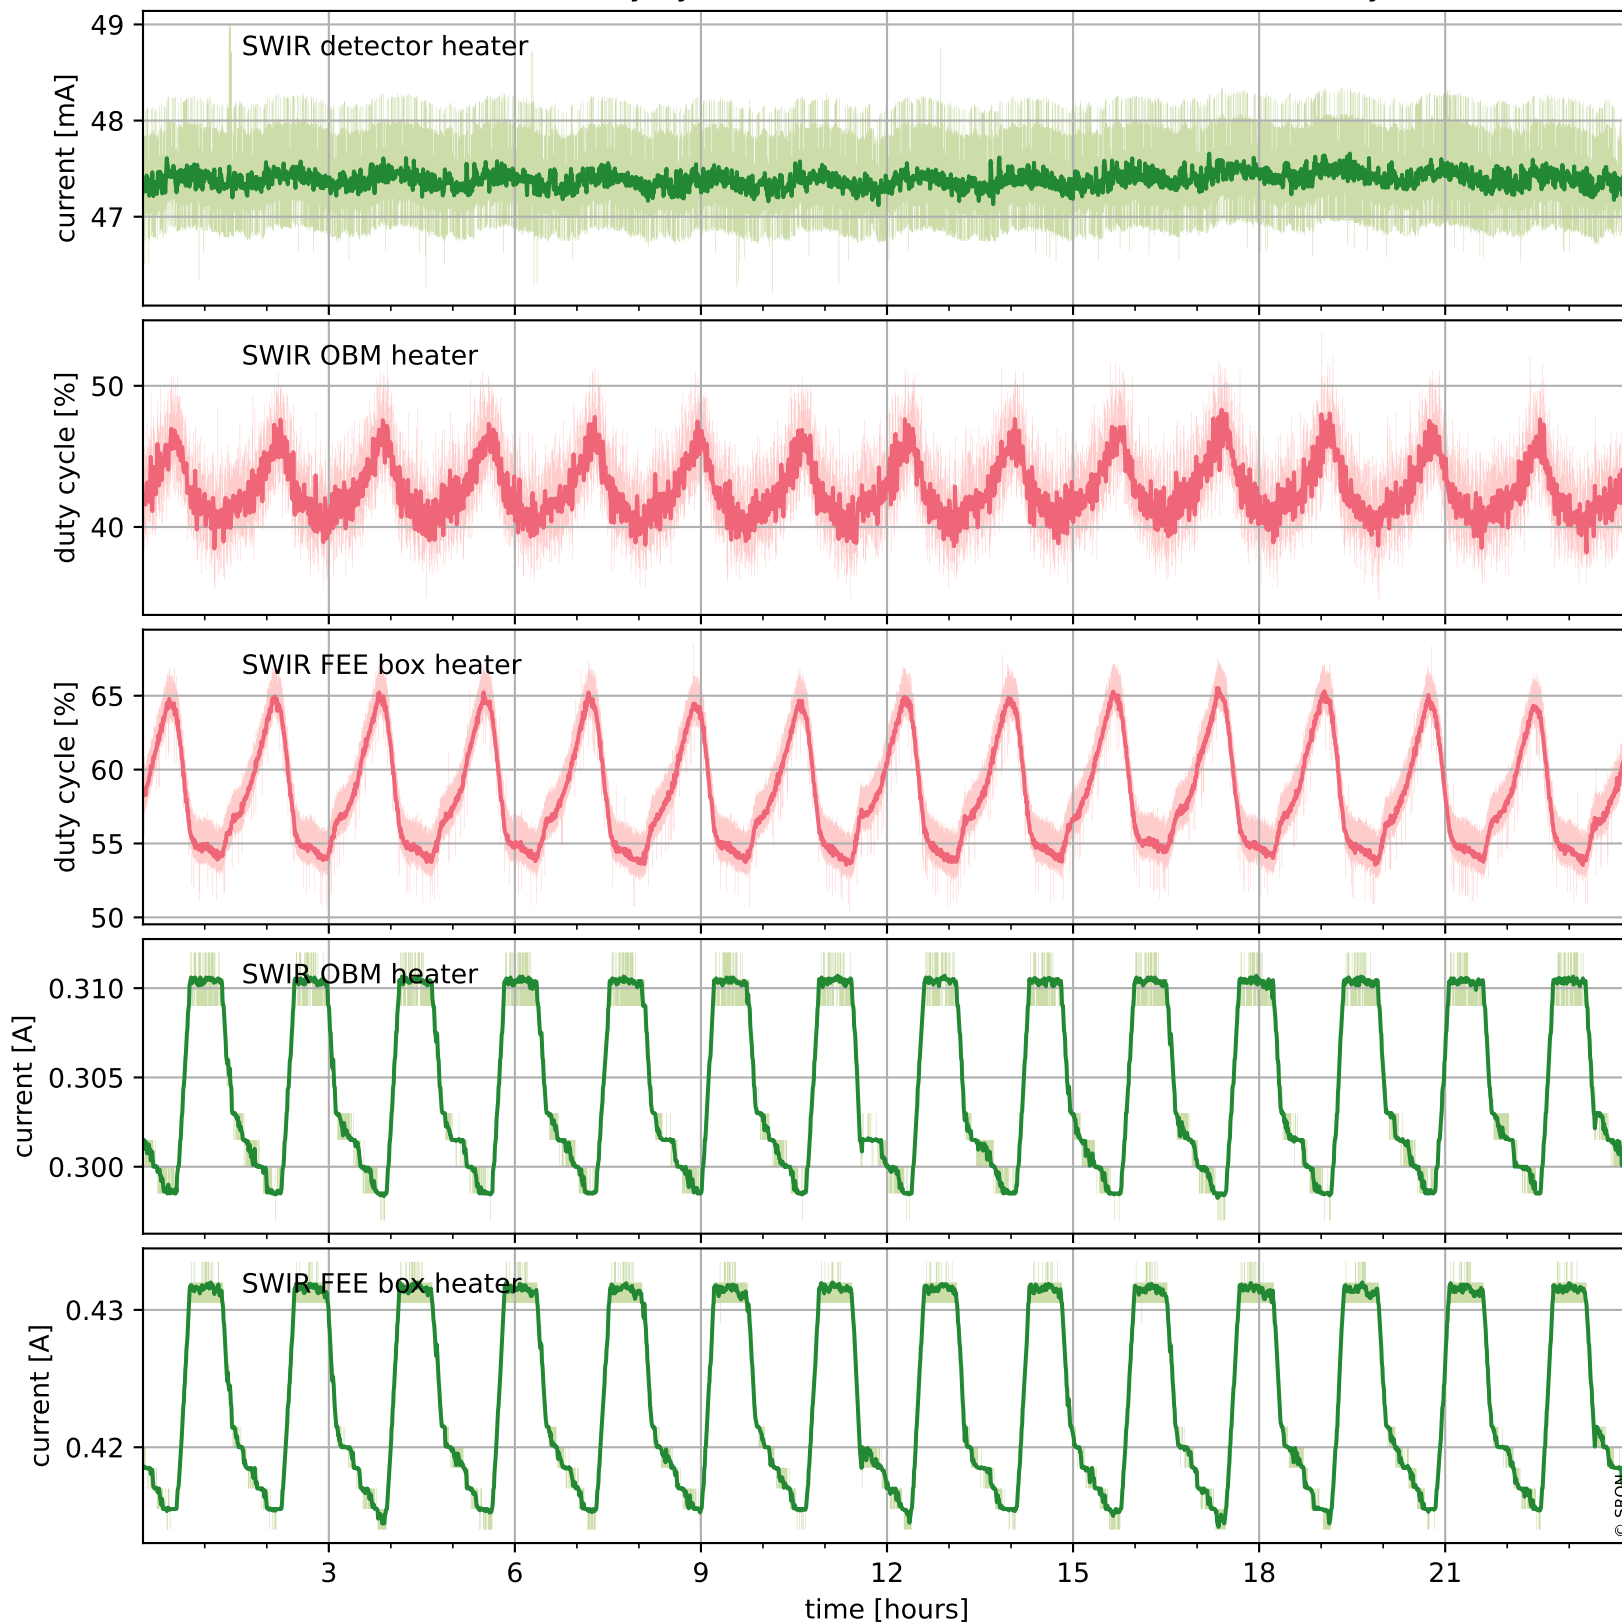 49
48
47
current [mA]
SWIR detector heater
50
40
duty cycle [%]
SWIR OBM heater
65
60
55
50
duty cycle [%]
SWIR FEE box heater
0.310
0.305
0.300
current [A]
SWIR OBM heater
0.43
0.42
current [A]
SWIR FEE box heater
© SRON
3 6 9 12 15 18 21
time [hours]